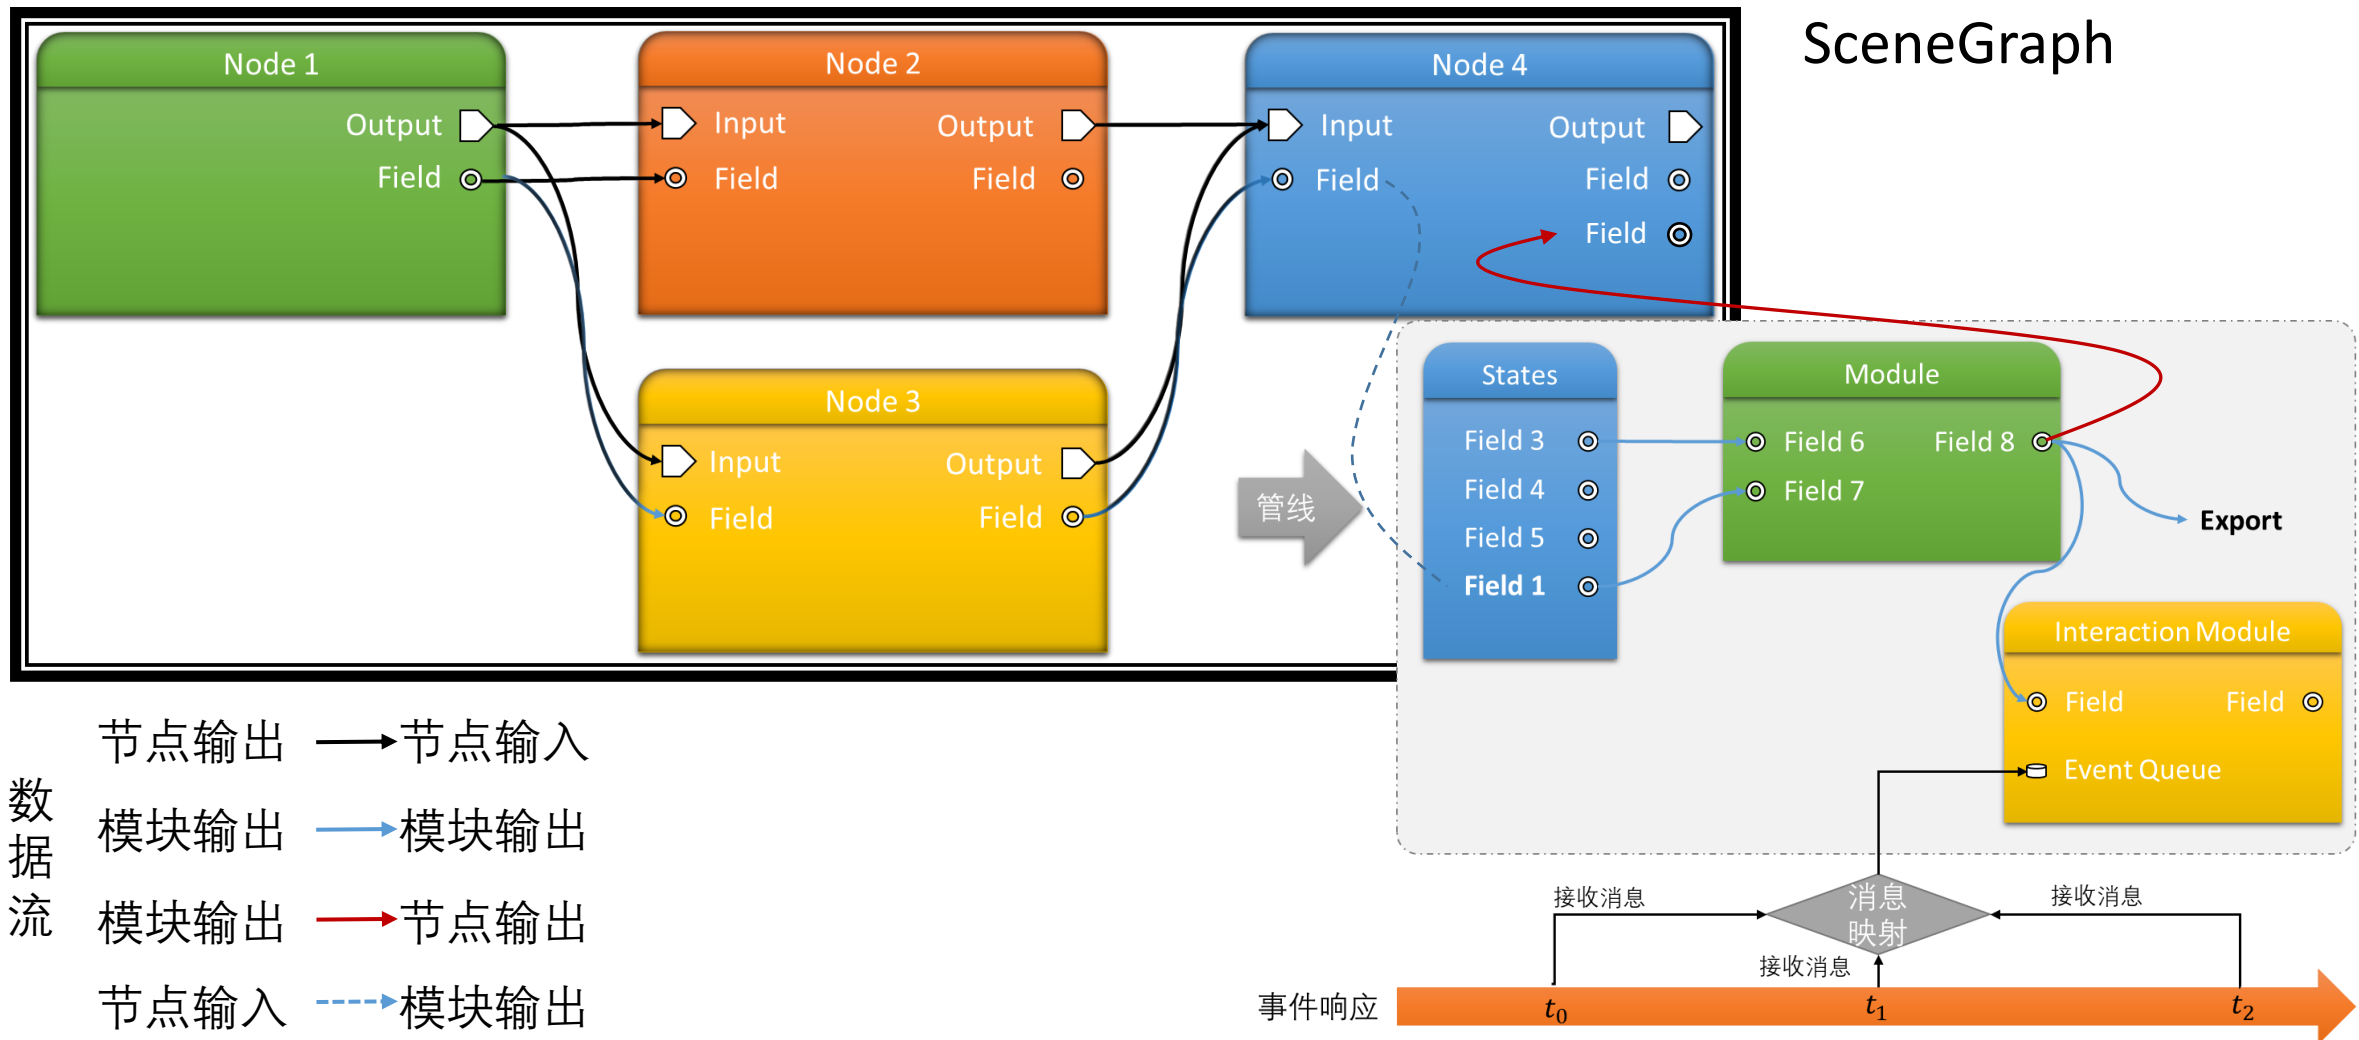 SceneGraph
Node 1
Output
Field
Node 2
Input
Output
Field
Field
Node 4
Input
Output
Field
Field
Field
Node 3
Input
Output
Field
Field
管线
States
Field 3
Field 4
Field 5
Field 1
Module
Field 6
Field 8
Field 7
Export
Interaction Module
Field
Field
Event Queue
数据流
节点输出
节点输入
模块输出
模块输出
模块输出
节点输出
节点输入
模块输出
接收消息
消息
映射
接收消息
接收消息
事件响应
t0
t1
t2